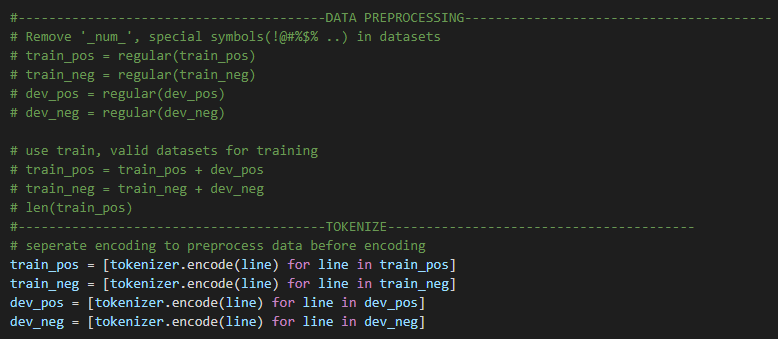 #---------------------------------------DATA PREPROCESSING---------------------------------------
# Remove '_num_', special symbols(!@#%$% ..) in datasets
# train_pos = regular(train_pos)
# train_neg = regular(train_neg)
# dev_pos = regular(dev_pos)
# dev_neg = regular(dev_neg)
# use train, valid datasets for training
# train_pos = train_pos + dev_pos
# train_neg = train_neg + dev_neg
# len(train_pos)
#---------------------------------------TOKENIZE---------------------------------------
# seperate encoding to preprocess data before encoding
train_pos = [tokenizer.encode(line) for line in train_pos]
train_neg = [tokenizer.encode(line) for line in train_neg]
dev_pos = [tokenizer.encode(line) for line in dev_pos]
dev_neg = [tokenizer.encode(line) for line in dev_neg]